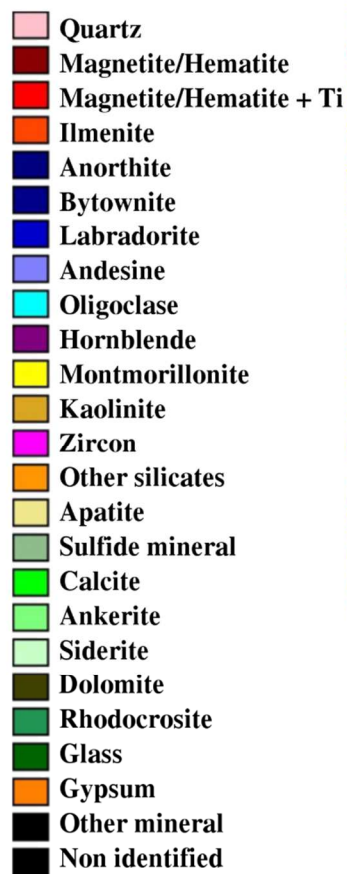 Quartz
Magnetite/Hematite
Magnetite/Hematite + Ti
Ilmenite
Anorthite
Bytownite
Labradorite
Andesine
Oligoclase
Hornblende
Montmorillonite
Kaolinite
Zircon
Other silicates
Apatite
Sulfide mineral
Calcite
Ankerite
Siderite
Dolomite
Rhodocrosite
Glass
Gypsum
Other mineral
Non identified